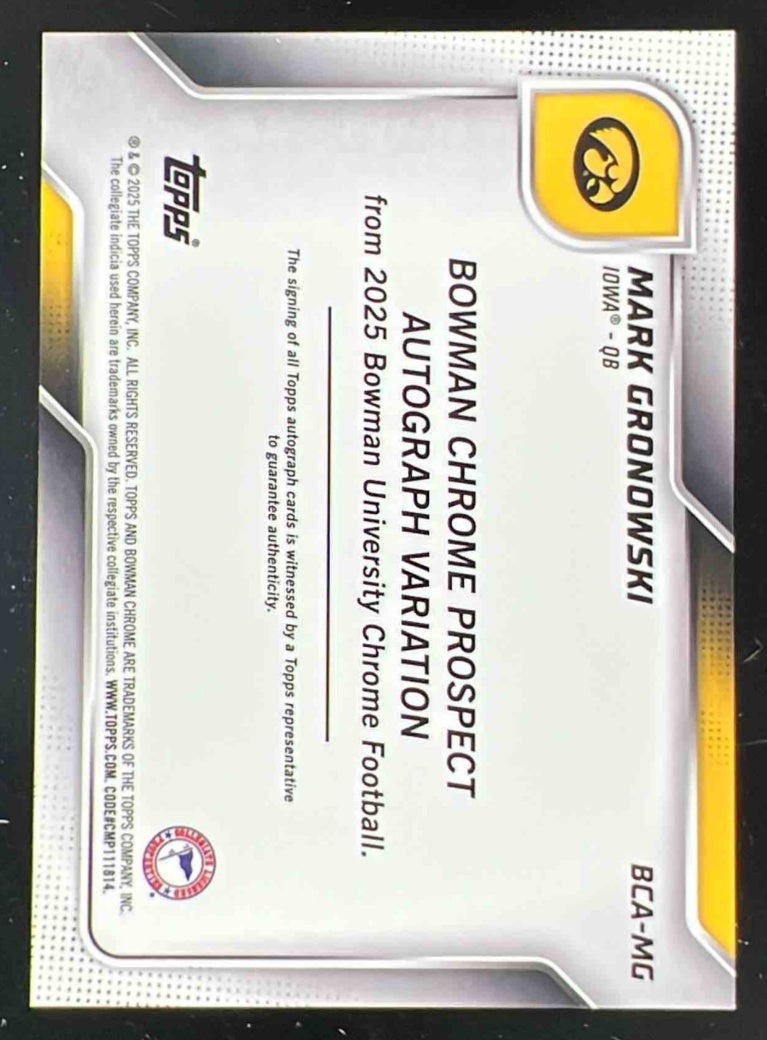 MARK GRONOWSKI
IOWA® - QB
BCA-MG
BOWMAN CHROME PROSPECT
AUTOGRAPH VARIATION
from 2025 Bowman University Chrome Football.
The signing of all Topps autograph cards is witnessed by a Topps representative
to guarantee authenticity.
topps®
® & © 2025 THE TOPPS COMPANY, INC. ALL RIGHTS RESERVED. TOPPS AND BOWMAN CHROME ARE TRADEMARKS OF THE TOPPS COMPANY, INC.
The collegiate indicia used herein are trademarks owned by the respective collegiate institutions. WWW.TOPPS.COM. CODE#CMP111814.
COLLEGIATE LICENSED